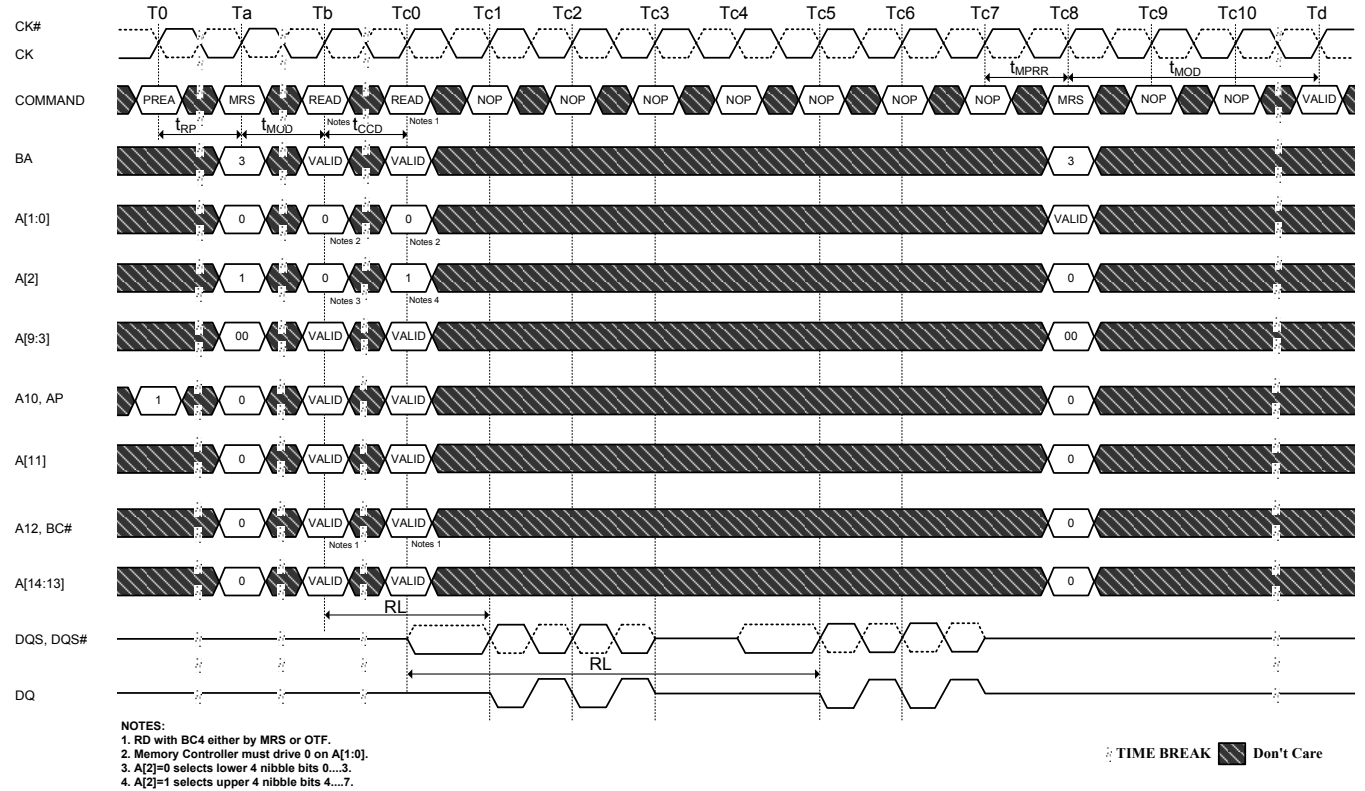 T0 Ta Tb Tc0 Tc1 Tc2 Tc3 Tc4 Tc5 Tc6 Tc7 Tc8 Tc9 Tc10 Td
CK#
CK
tMPRR tMOD
COMMAND PREA MRS READ READ NOP NOP NOP NOP NOP NOP NOP MRS NOP NOP VALID
Notes 1
tRP tMOD tCCD
BA 3 VALID VALID 3
A[1:0] 0 0 0 VALID
Notes 2 Notes 2
A[2] 1 0 1 0
Notes 3 Notes 4
A[9:3] 00 VALID VALID 00
A10, AP 1 0 VALID VALID 0
A[11] 0 VALID VALID 0
A12, BC# 0 VALID VALID 0
Notes 1 Notes 1
A[14:13] 0 VALID VALID 0
RL
DQS, DQS#
RL
DQ
NOTES:
1. RD with BC4 either by MRS or OTF.
2. Memory Controller must drive 0 on A[1:0].
3. A[2]=0 selects lower 4 nibble bits 0....3.
4. A[2]=1 selects upper 4 nibble bits 4....7.
TIME BREAK Don't Care